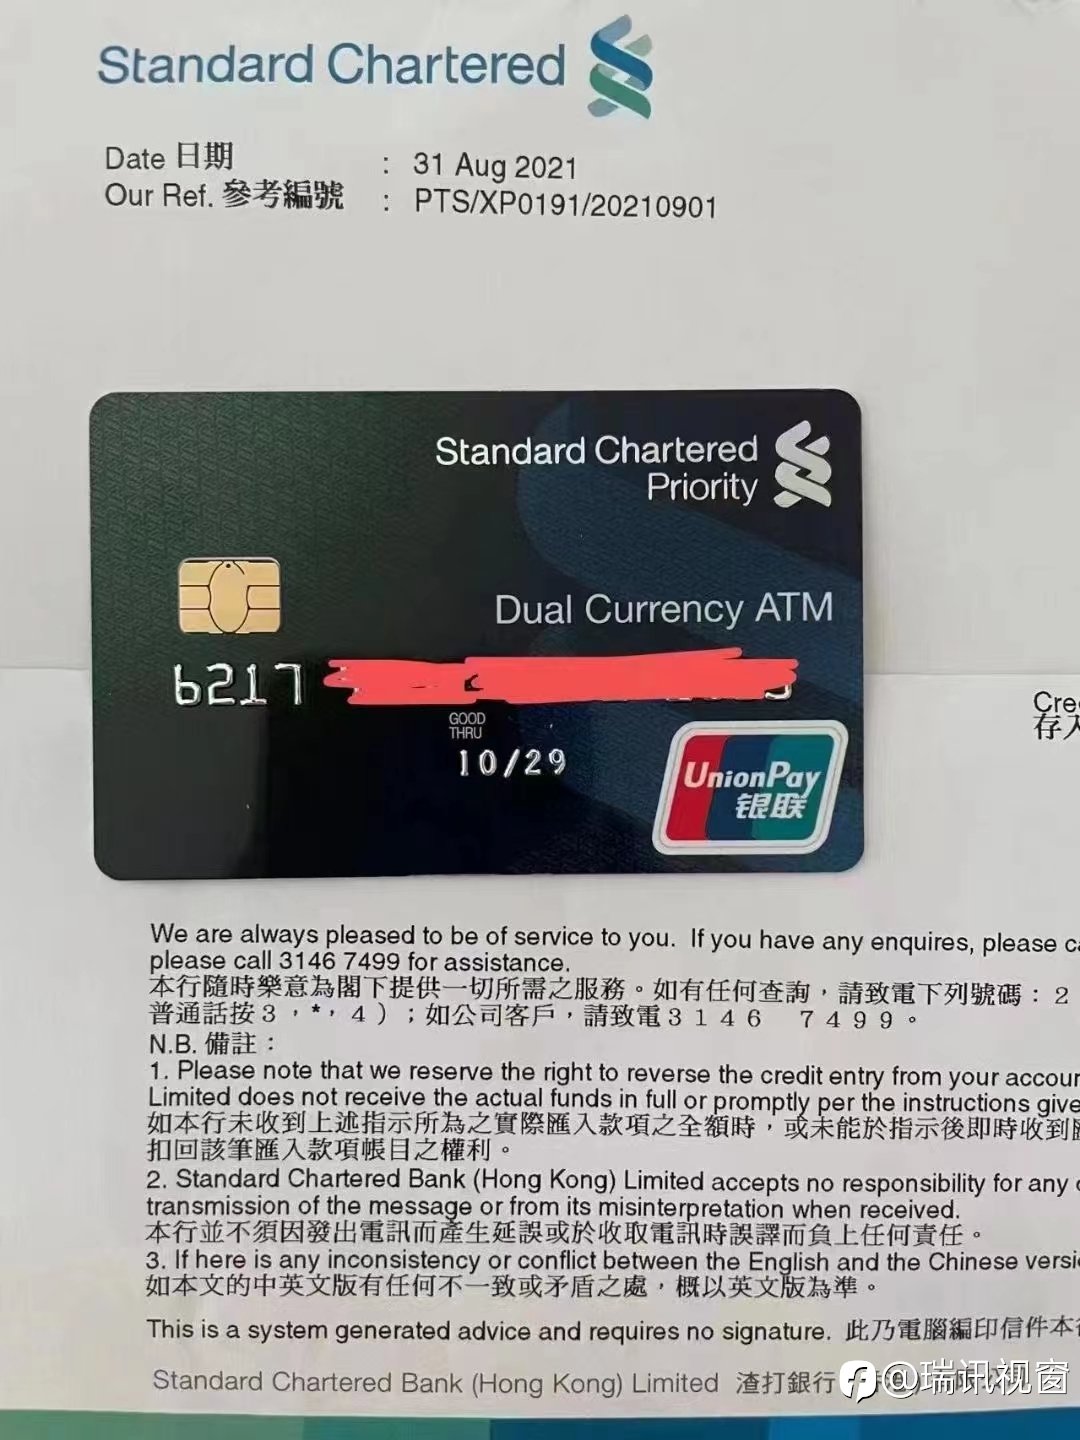 Standard Chartered
Date 日期 : 31 Aug 2021
Our Ref. 參考編號 : PTS/XP0191/20210901
Standard Chartered
Priority
Dual Currency ATM
6217
GOOD
THRU
10/29
UnionPay
银联
Cre
存入
We are always pleased to be of service to you. If you have any enquires, please ca
please call 3146 7499 for assistance.
本行隨時樂意為閣下提供一切所需之服務。如有任何查詢，請致電下列號碼：2
普通話按3，*，4）；如公司客戶，請致電3146 7499。
N.B. 備註：
1. Please note that we reserve the right to reverse the credit entry from your accour
Limited does not receive the actual funds in full or promptly per the instructions give
如本行未收到上述指示所為之實際匯入款項之全額時，或未能於指示後即時收到匯
扣回該筆匯入款項帳目之權利。
2. Standard Chartered Bank (Hong Kong) Limited accepts no responsibility for any
transmission of the message or from its misinterpretation when received.
本行並不須因發出電訊而產生延誤或於收取電訊時誤譯而負上任何責任。
3. If here is any inconsistency or conflict between the English and the Chinese versi
如本文的中英文版有任何不一致或矛盾之處，概以英文版為準。
This is a system generated advice and requires no signature. 此乃電腦編印信件本
Standard Chartered Bank (Hong Kong) Limited 渣打銀行
@瑞讯视窗